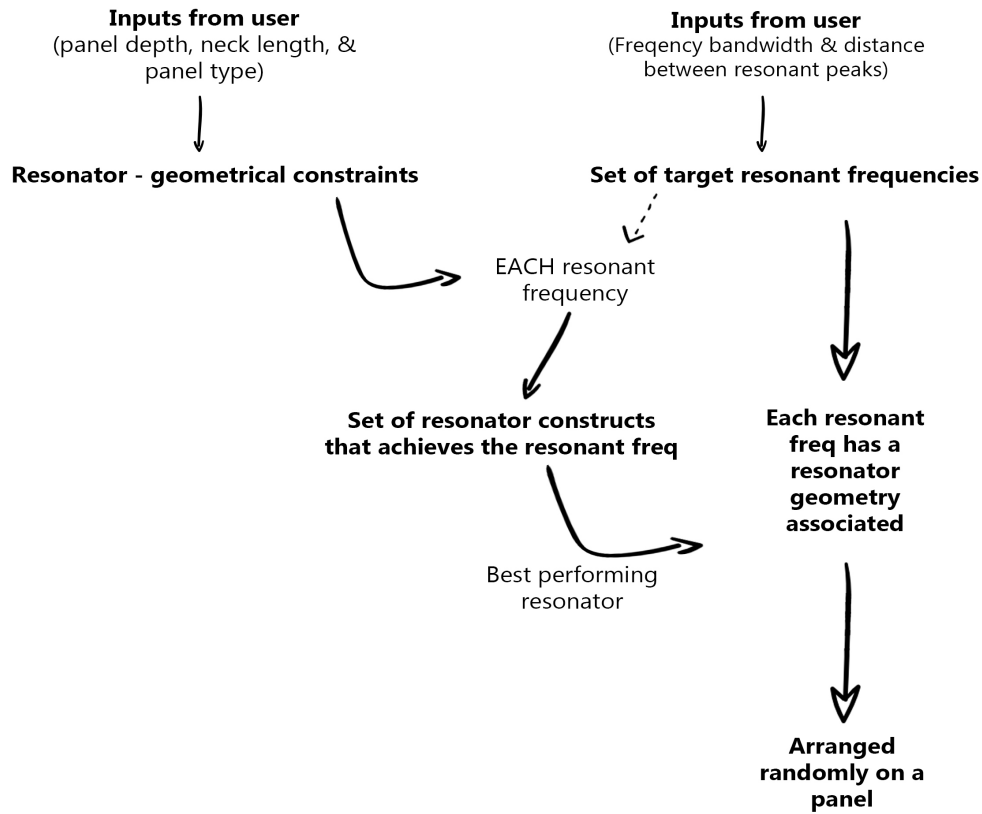 Inputs from user
(panel depth, neck length, &
panel type)
Inputs from user
(Freqency bandwidth & distance
between resonant peaks)
Resonator - geometrical constraints
Set of target resonant frequencies
EACH resonant
frequency
Set of resonator constructs
that achieves the resonant freq
Each resonant
freq has a
resonator
geometry
associated
Best performing
resonator
Arranged
randomly on a
panel